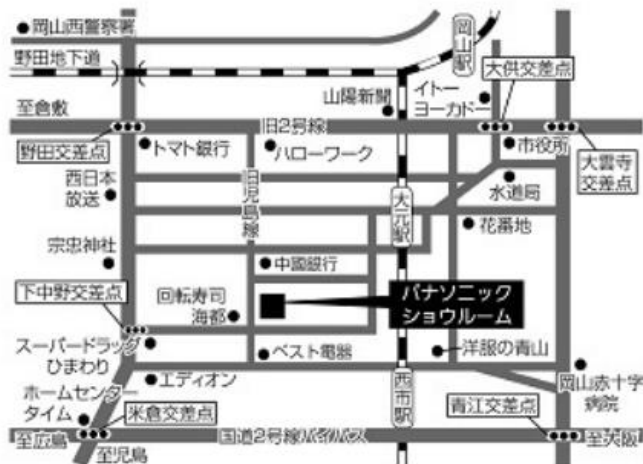 岡山西警察署
岡山駅
野田地下道
大供交差点
山陽新聞
イトー
ヨーカドー
至倉敷
旧2号線
野田交差点
トマト銀行
ハローワーク
市役所
大雲寺
交差点
西日本
放送
旧児島線
大元駅
水道局
花番地
宗忠神社
中國銀行
下中野交差点
回転寿司
海都
パナソニック
ショウルーム
スーパードラッグ
ひまわり
ベスト電器
洋服の青山
エディオン
西市駅
岡山赤十字
病院
ホームセンター
タイム
米倉交差点
青江交差点
至広島
国道2号線バイパス
至大阪
至児島